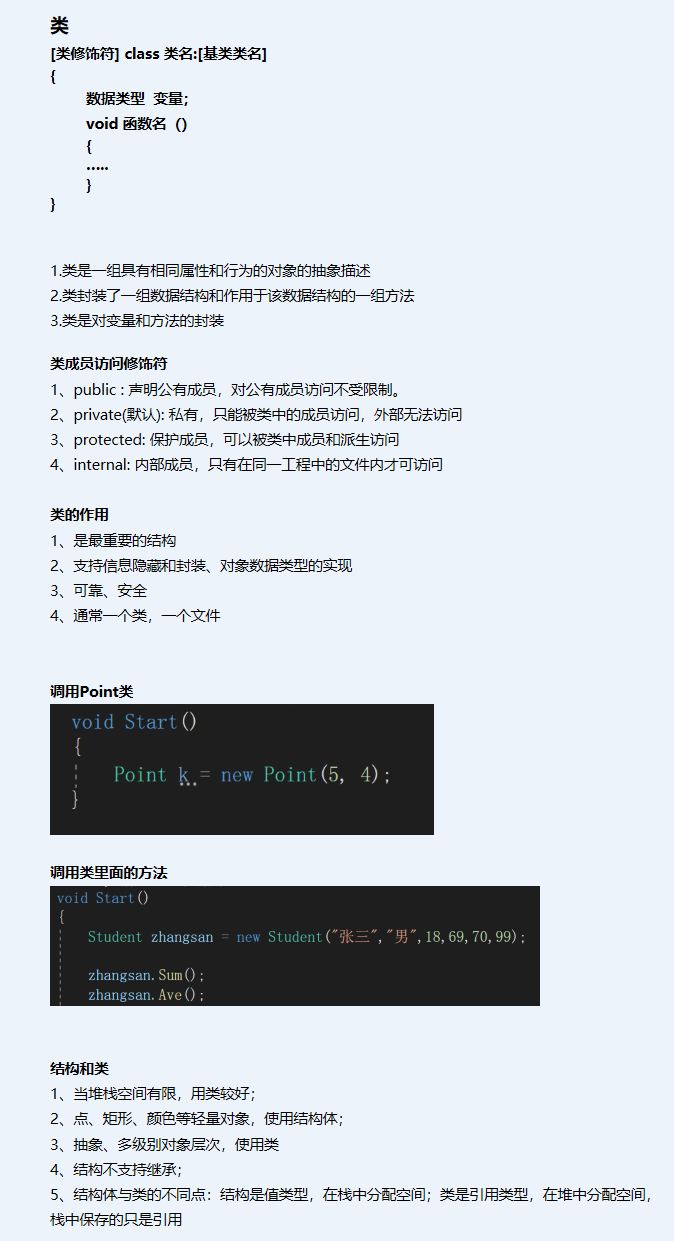 类
[类修饰符] class 类名:[基类类名]
{
数据类型  变量；
void 函数名（）
{
.....
}
}
1.类是一组具有相同属性和行为的对象的抽象描述
2.类封装了一组数据结构和作用于该数据结构的一组方法
3.类是对变量和方法的封装
类成员访问修饰符
1、public : 声明公有成员，对公有成员访问不受限制。
2、private(默认): 私有，只能被类中的成员访问，外部无法访问
3、protected: 保护成员，可以被类中成员和派生访问
4、internal: 内部成员，只有在同一工程中的文件内才可访问
类的作用
1、是最重要的结构
2、支持信息隐藏和封装、对象数据类型的实现
3、可靠、安全
4、通常一个类，一个文件
调用Point类
void Start()
{
Point k = new Point(5, 4);
}
调用类里面的方法
void Start()
{
Student zhangsan = new Student("张三","男",18,69,70,99);
zhangsan.Sum();
zhangsan.Ave();
结构和类
1、当堆栈空间有限，用类较好；
2、点、矩形、颜色等轻量对象，使用结构体；
3、抽象、多级别对象层次，使用类
4、结构不支持继承；
5、结构体与类的不同点：结构是值类型，在栈中分配空间；类是引用类型，在堆中分配空间，
栈中保存的只是引用